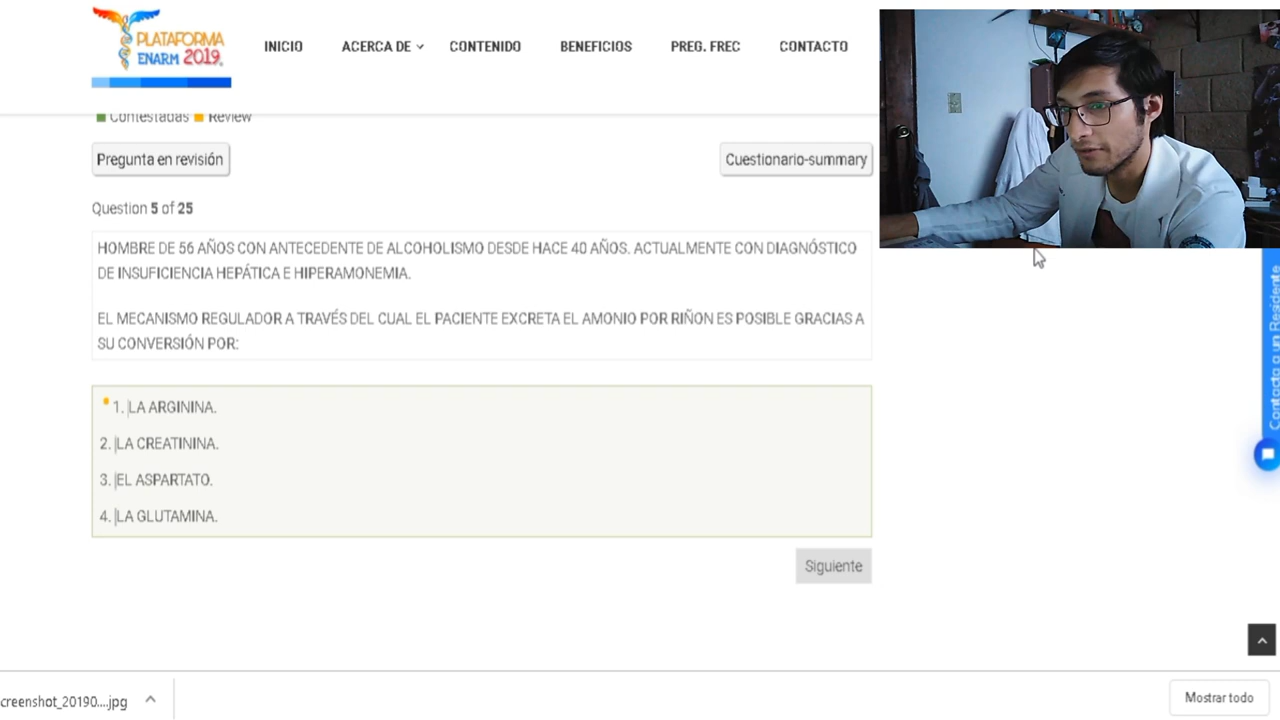 PLATAFORMA
ENARM 2019
INICIO
ACERCA DE
CONTENIDO
BENEFICIOS
PREG. FREC
CONTACTO
Contestadas Review
Pregunta en revisión
Cuestionario-summary
Question 5 of 25
HOMBRE DE 56 AÑOS CON ANTECEDENTE DE ALCOHOLISMO DESDE HACE 40 AÑOS. ACTUALMENTE CON DIAGNÓSTICO
DE INSUFICIENCIA HEPÁTICA E HIPERAMONEMIA.
EL MECANISMO REGULADOR A TRAVÉS DEL CUAL EL PACIENTE EXCRETA EL AMONIO POR RIÑON ES POSIBLE GRACIAS A
SU CONVERSIÓN POR:
1. LA ARGININA.
2. LA CREATININA.
3. EL ASPARTATO.
4. LA GLUTAMINA.
Siguiente
Contacta a un Residente
creenshot_20190....jpg
Mostrar todo